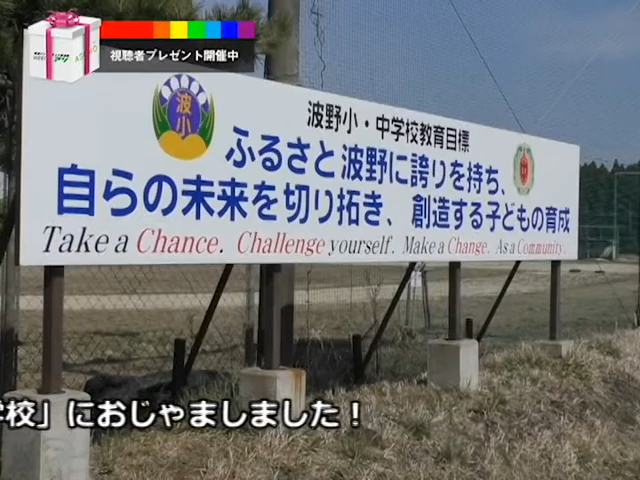 視聴者プレゼント開催中
波小
波野小・中学校教育目標
ふるさと波野に誇りを持ち、
自らの未来を切り拓き、創造する子どもの育成
Take a Chance. Challenge yourself. Make a Change. As a Community.
学校」におじゃましました！